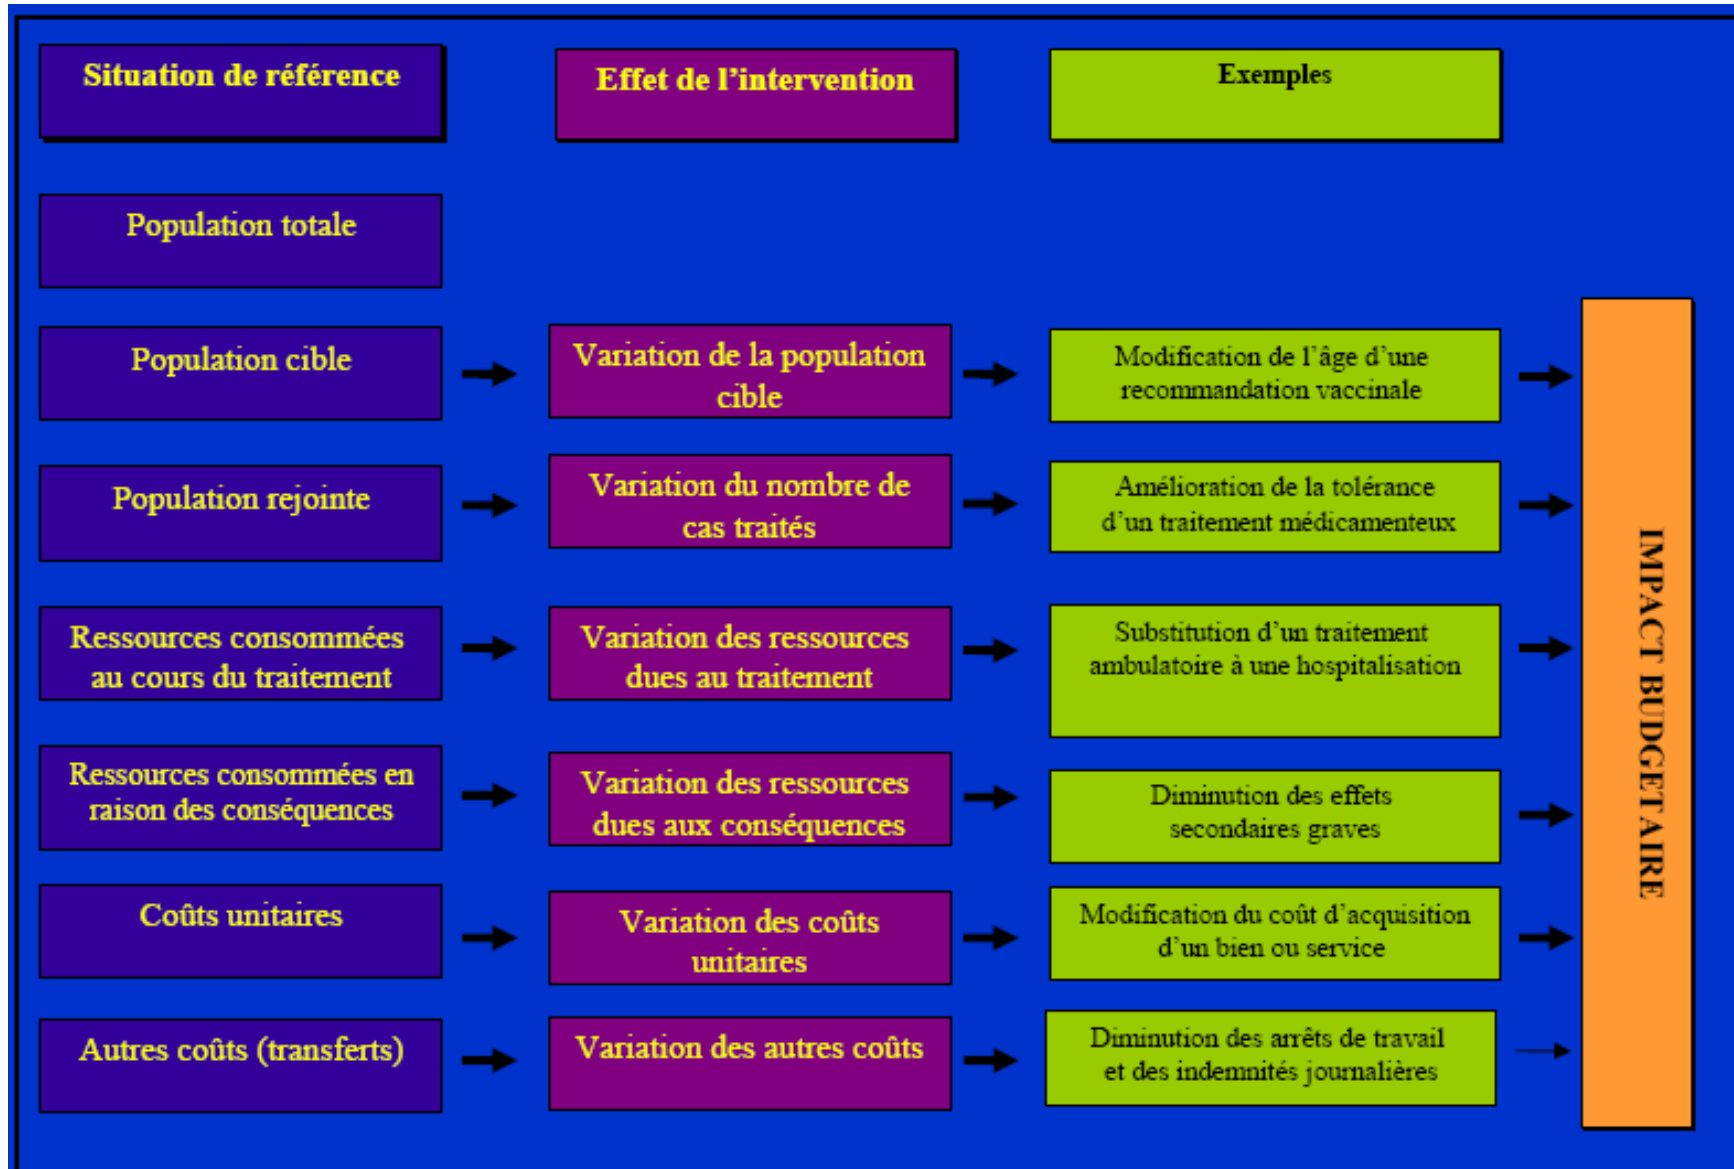 Situation de référence
Effet de l'intervention
Exemples
Population totale
Population cible
Variation de la population
cible
Modification de l'âge d'une
recommandation vaccinale
Population rejointe
Variation du nombre de
cas traités
Amélioration de la tolérance
d'un traitement médicamenteux
Ressources consommées
au cours du traitement
Variation des ressources
dues au traitement
Substitution d'un traitement
ambulatoire à une hospitalisation
Ressources consommées en
raison des conséquences
Variation des ressources
dues aux conséquences
Diminution des effets
secondaires graves
Coûts unitaires
Variation des coûts
unitaires
Modification du coût d'acquisition
d'un bien ou service
Autres coûts (transferts)
Variation des autres coûts
Diminution des arrêts de travail
et des indemnités journalières
IMPACT BUDGETAIRE